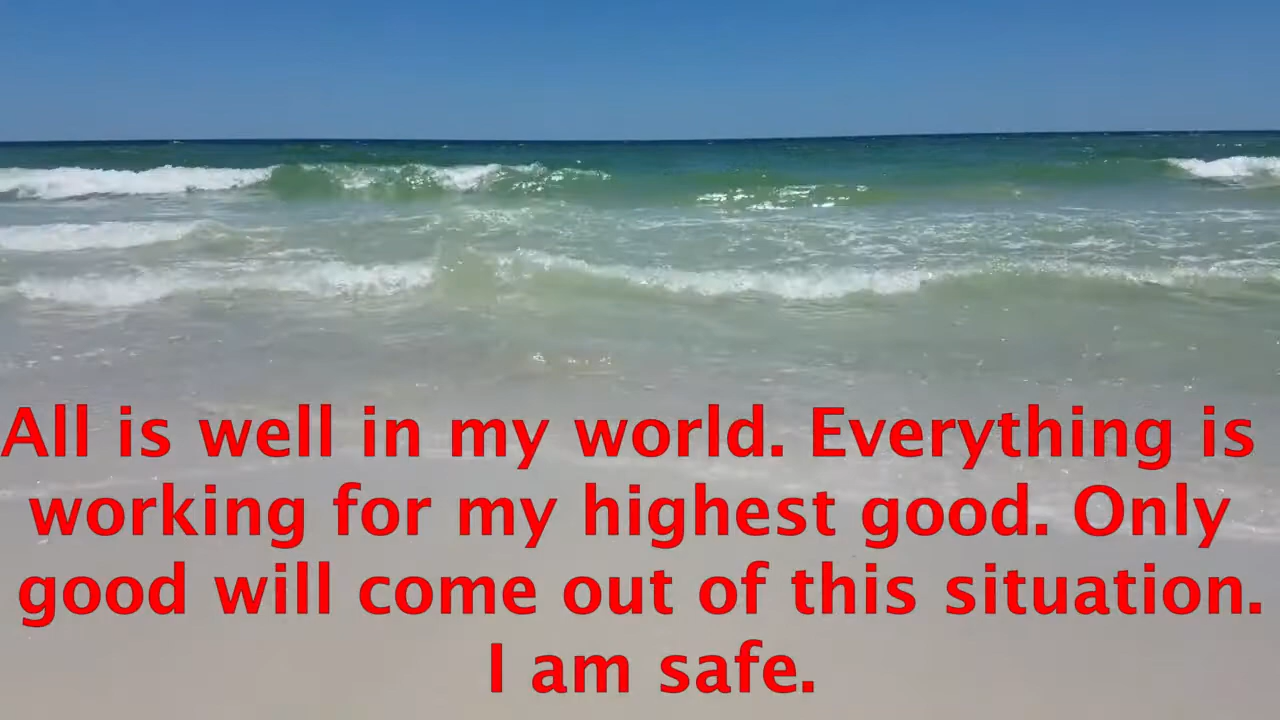 All is well in my world. Everything is
working for my highest good. Only
good will come out of this situation.
I am safe.